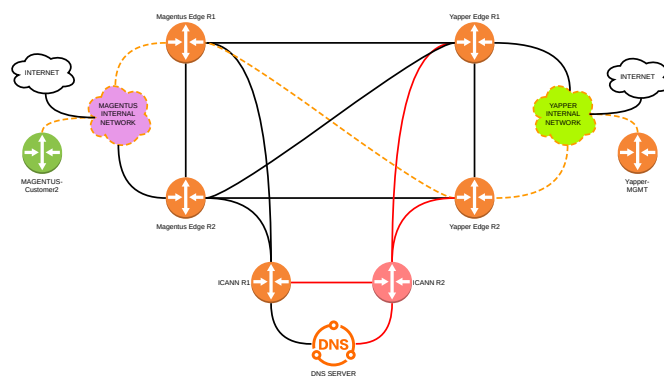 Magentus Edge R1
Yapper Edge R1
INTERNET
INTERNET
MAGENTUS
INTERNAL
NETWORK
YAPPER
INTERNAL
NETWORK
MAGENTUS-
Customer2
Yapper-
MGMT
Magentus Edge R2
Yapper Edge R2
ICANN R1
ICANN R2
DNS
DNS SERVER